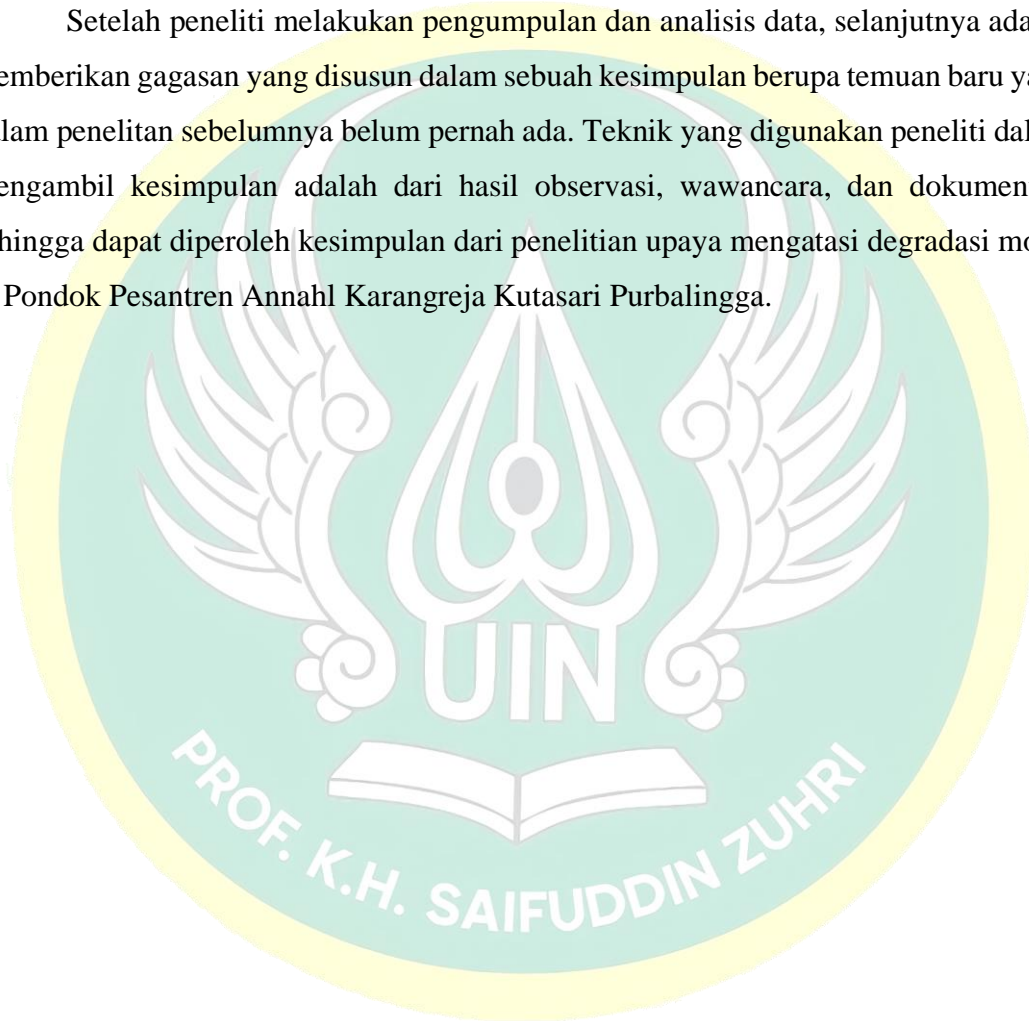 Setelah peneliti melakukan pengumpulan dan analisis data, selanjutnya ada
emberikan gagasan yang disusun dalam sebuah kesimpulan berupa temuan baru ya
alam penelitan sebelumnya belum pernah ada. Teknik yang digunakan peneliti dal
engambil kesimpulan adalah dari hasil observasi, wawancara, dan dokumen
hingga dapat diperoleh kesimpulan dari penelitian upaya mengatasi degradasi mo
Pondok Pesantren Annahl Karangreja Kutasari Purbalingga.
UIN
PROF. K.H. SAIFUDDIN ZUHRI